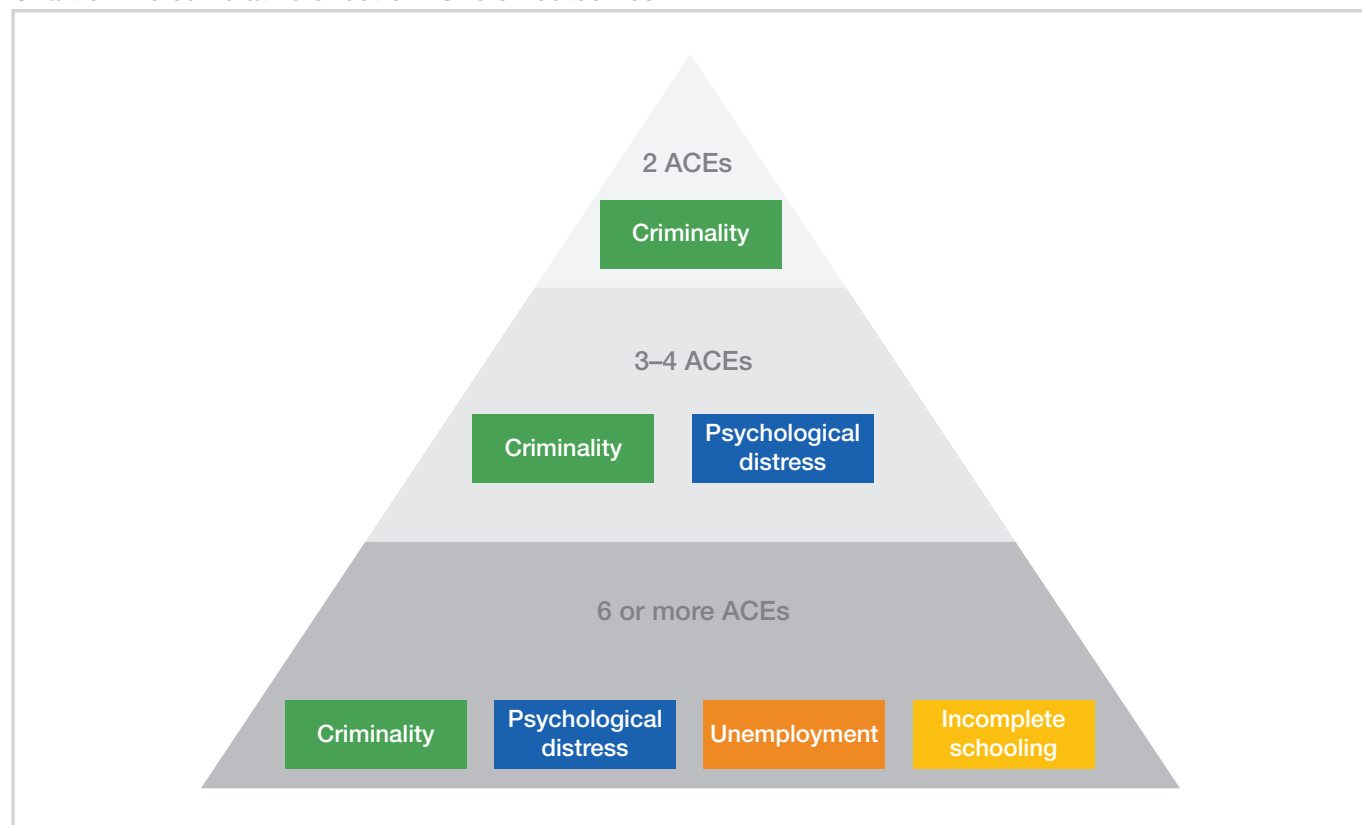 2 ACEs
Criminality
3–4 ACEs
Criminality
Psychological
distress
6 or more ACEs
Criminality
Psychological
distress
Unemployment
Incomplete
schooling